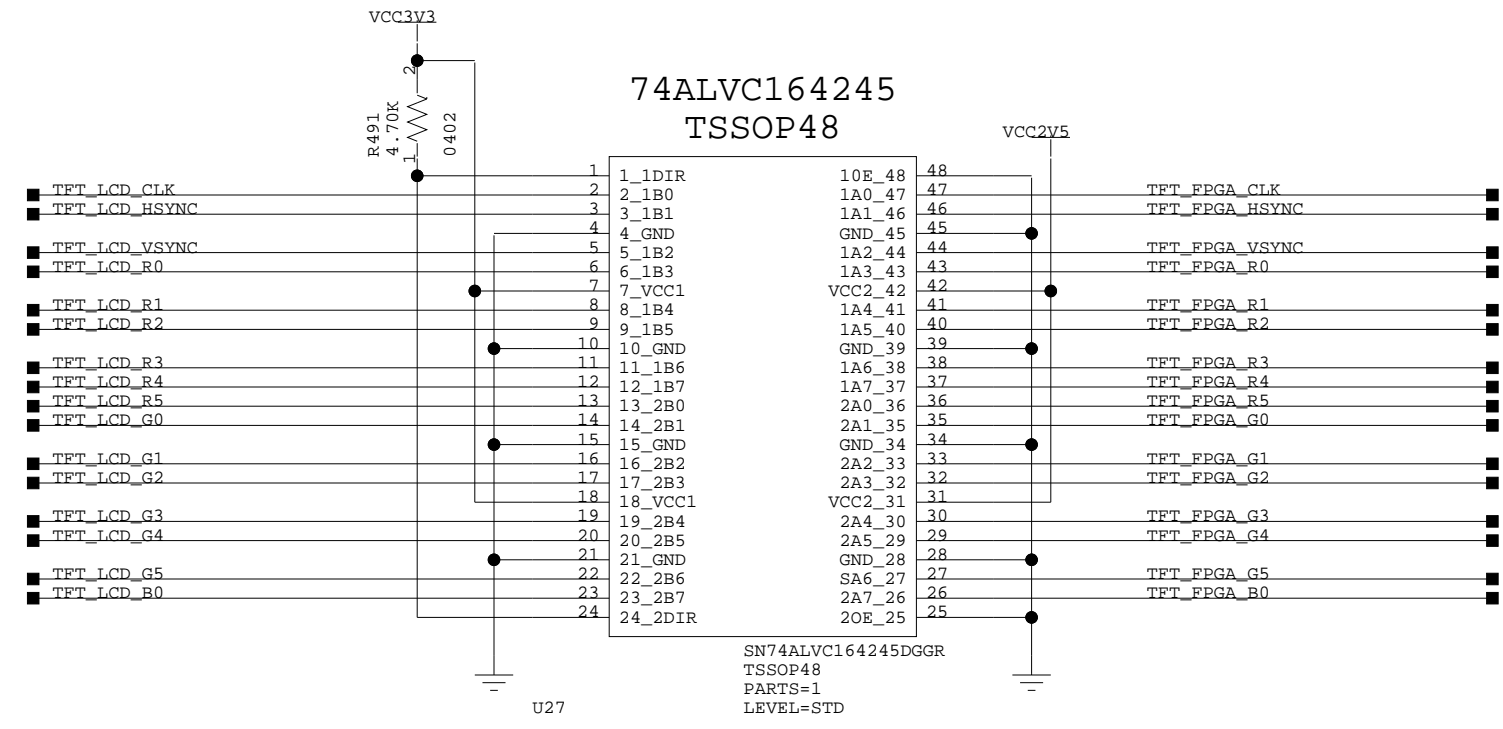 VCC3V3
2
R491
4.70K
0402
1
74ALVC164245
TSSOP48
VCC2V5
1 1_1DIR 10E_48 48
TFT_LCD_CLK 2 2_1B0 1A0_47 47 TFT_FPGA_CLK
TFT_LCD_HSYNC 3 3_1B1 1A1_46 46 TFT_FPGA_HSYNC
4 4_GND GND_45 45
TFT_LCD_VSYNC 5 5_1B2 1A2_44 44 TFT_FPGA_VSYNC
TFT_LCD_R0 6 6_1B3 1A3_43 43 TFT_FPGA_R0
7 7_VCC1 VCC2_42 42
TFT_LCD_R1 8 8_1B4 1A4_41 41 TFT_FPGA_R1
TFT_LCD_R2 9 9_1B5 1A5_40 40 TFT_FPGA_R2
10 10_GND GND_39 39
TFT_LCD_R3 11 11_1B6 1A6_38 38 TFT_FPGA_R3
TFT_LCD_R4 12 12_1B7 1A7_37 37 TFT_FPGA_R4
TFT_LCD_R5 13 13_2B0 2A0_36 36 TFT_FPGA_R5
TFT_LCD_G0 14 14_2B1 2A1_35 35 TFT_FPGA_G0
15 15_GND GND_34 34
TFT_LCD_G1 16 16_2B2 2A2_33 33 TFT_FPGA_G1
TFT_LCD_G2 17 17_2B3 2A3_32 32 TFT_FPGA_G2
18 18_VCC1 VCC2_31 31
TFT_LCD_G3 19 19_2B4 2A4_30 30 TFT_FPGA_G3
TFT_LCD_G4 20 20_2B5 2A5_29 29 TFT_FPGA_G4
21 21_GND GND_28 28
TFT_LCD_G5 22 22_2B6 SA6_27 27 TFT_FPGA_G5
TFT_LCD_B0 23 23_2B7 2A7_26 26 TFT_FPGA_B0
24 24_2DIR 2OE_25 25
SN74ALVC164245DGGR
TSSOP48
PARTS=1
LEVEL=STD
U27